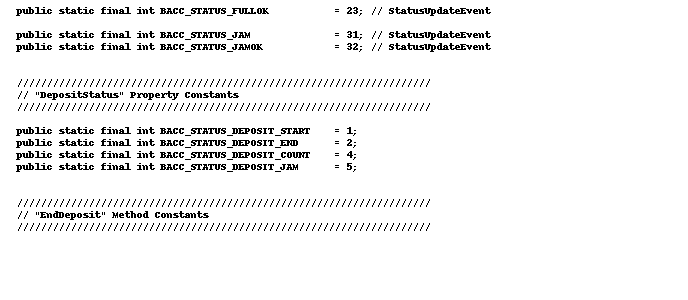 public static final int BACC_STATUS_FULLOK           = 23; // StatusUpdateEvent
public static final int BACC_STATUS_JAM              = 31; // StatusUpdateEvent
public static final int BACC_STATUS_JAMOK            = 32; // StatusUpdateEvent
/////////////////////////////////////////////////////////////////////
// "DepositStatus" Property Constants
/////////////////////////////////////////////////////////////////////
public static final int BACC_STATUS_DEPOSIT_START    = 1;
public static final int BACC_STATUS_DEPOSIT_END      = 2;
public static final int BACC_STATUS_DEPOSIT_COUNT    = 4;
public static final int BACC_STATUS_DEPOSIT_JAM      = 5;
/////////////////////////////////////////////////////////////////////
// "EndDeposit" Method Constants
/////////////////////////////////////////////////////////////////////